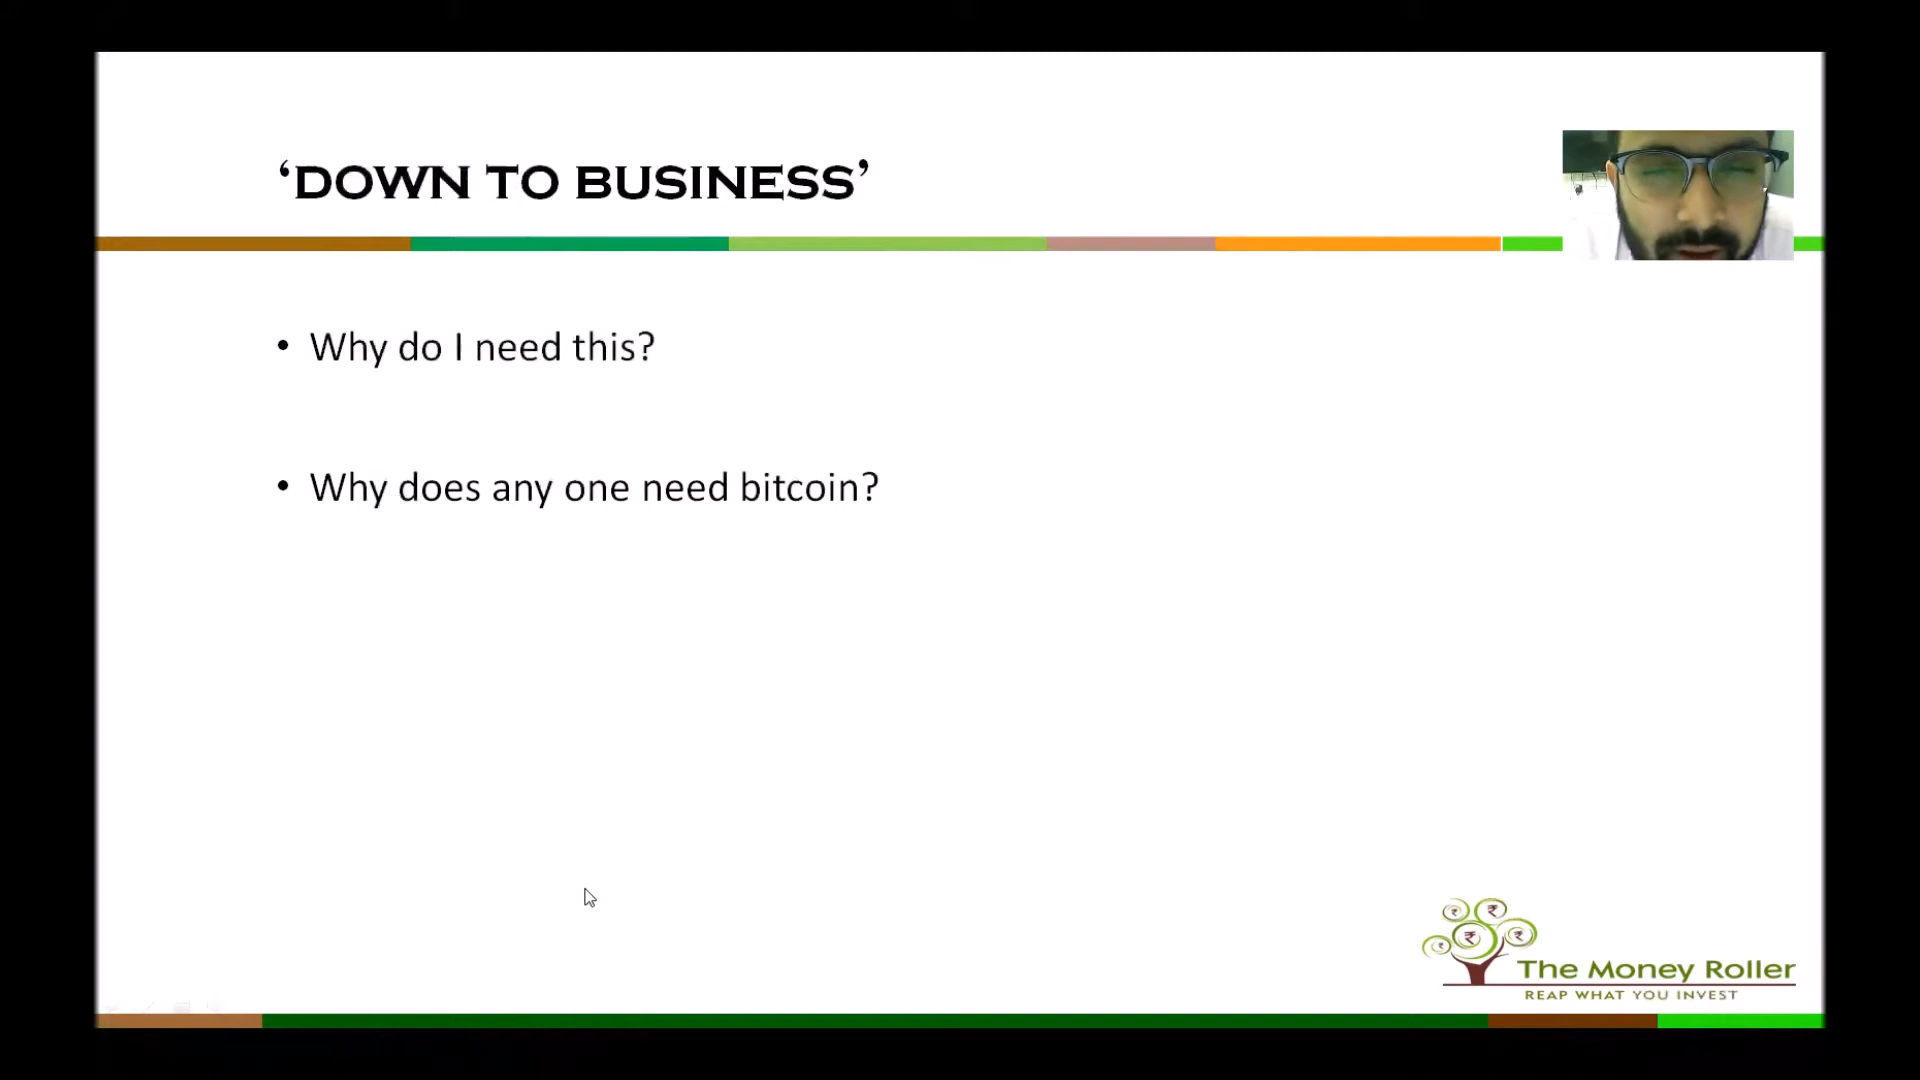 ‘DOWN TO BUSINESS’
• Why do I need this?
• Why does any one need bitcoin?
₹ ₹
₹ ₹ ₹
The Money Roller
REAP WHAT YOU INVEST